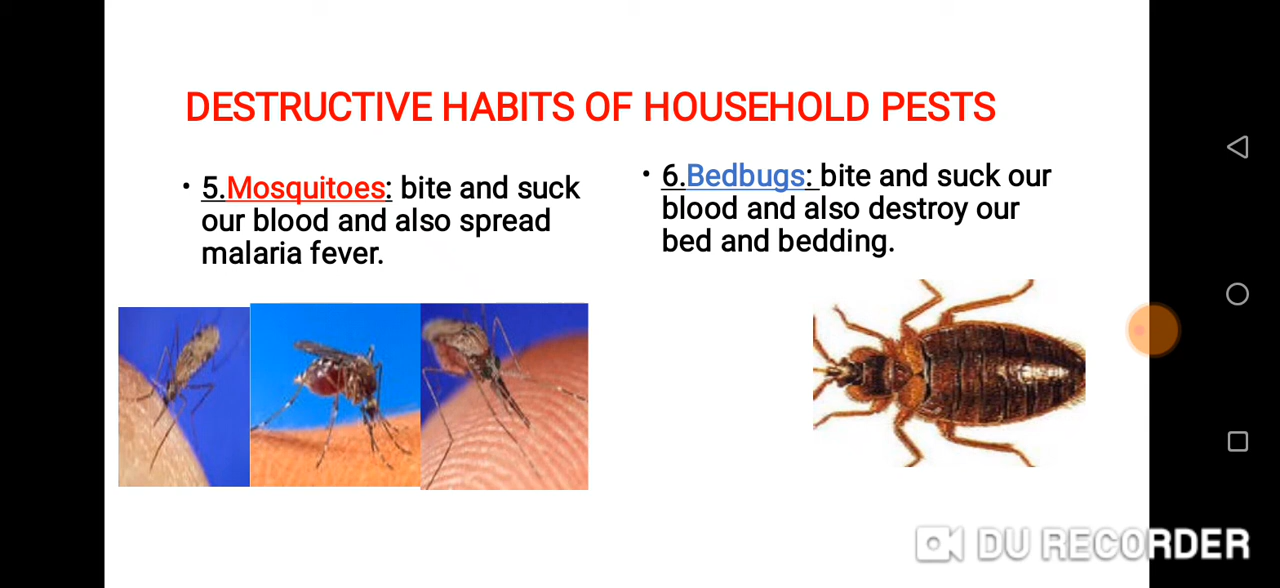 DESTRUCTIVE HABITS OF HOUSEHOLD PESTS
• 5.Mosquitoes: bite and suck
our blood and also spread
malaria fever.
• 6.Bedbugs: bite and suck our
blood and also destroy our
bed and bedding.
DU RECORDER